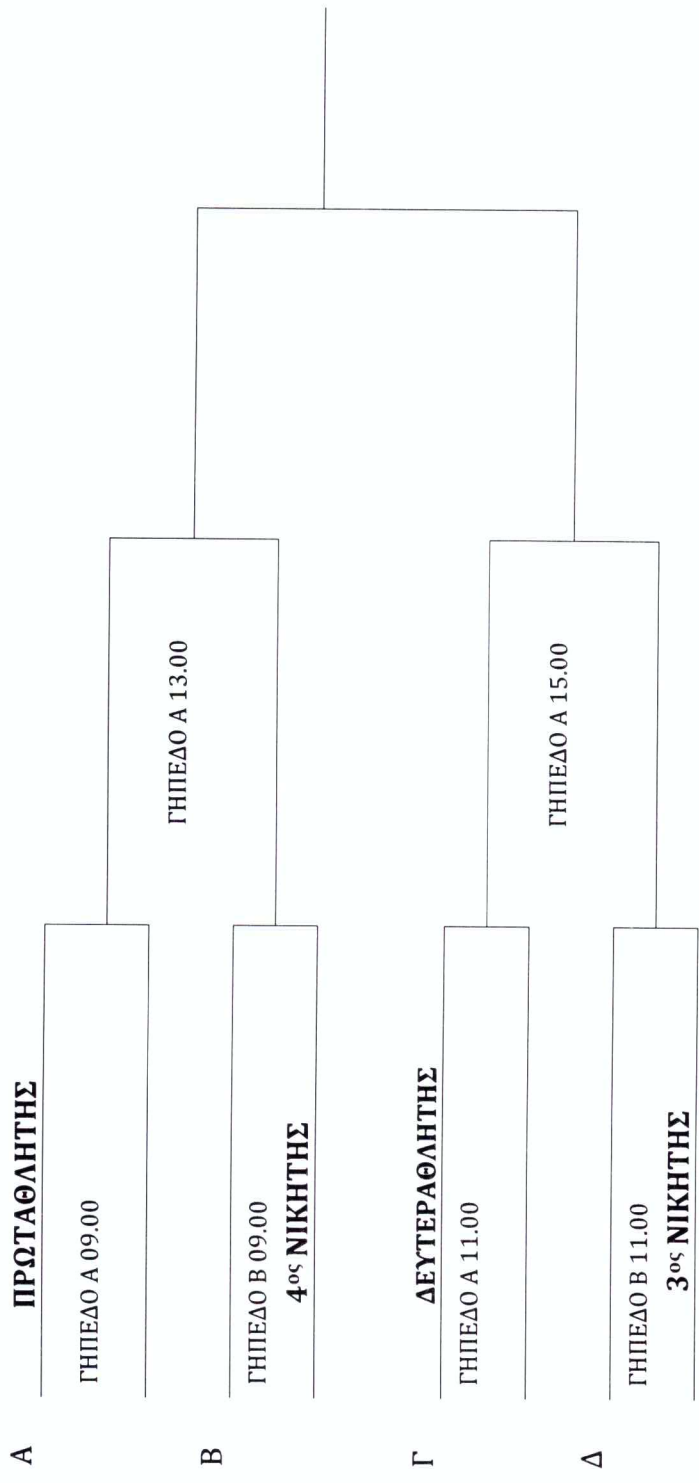 Α
ΠΡΩΤΑΘΛΗΤΗΣ
ΓΗΠΕΔΟ Α 09.00
ΓΗΠΕΔΟ Α 13.00
Β
ΓΗΠΕΔΟ Β 09.00
4ος ΝΙΚΗΤΗΣ
Γ
ΔΕΥΤΕΡΑΘΛΗΤΗΣ
ΓΗΠΕΔΟ Α 11.00
ΓΗΠΕΔΟ Α 15.00
Δ
ΓΗΠΕΔΟ Β 11.00
3ος ΝΙΚΗΤΗΣ